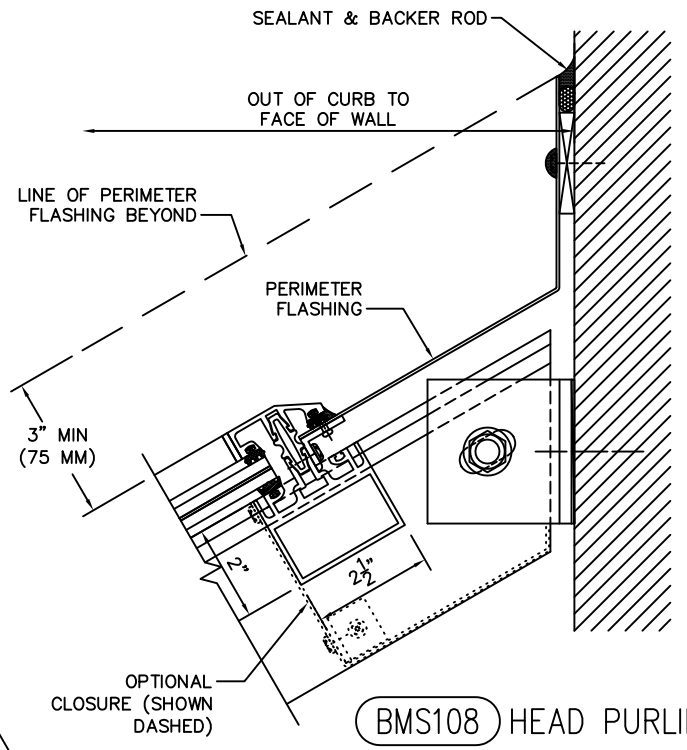 SEALANT & BACKER ROD
OUT OF CURB TO
FACE OF WALL
LINE OF PERIMETER
FLASHING BEYOND
PERIMETER
FLASHING
3" MIN
(75 MM)
2"
2½"
OPTIONAL
CLOSURE (SHOWN
DASHED)
BMS108 HEAD PURLI